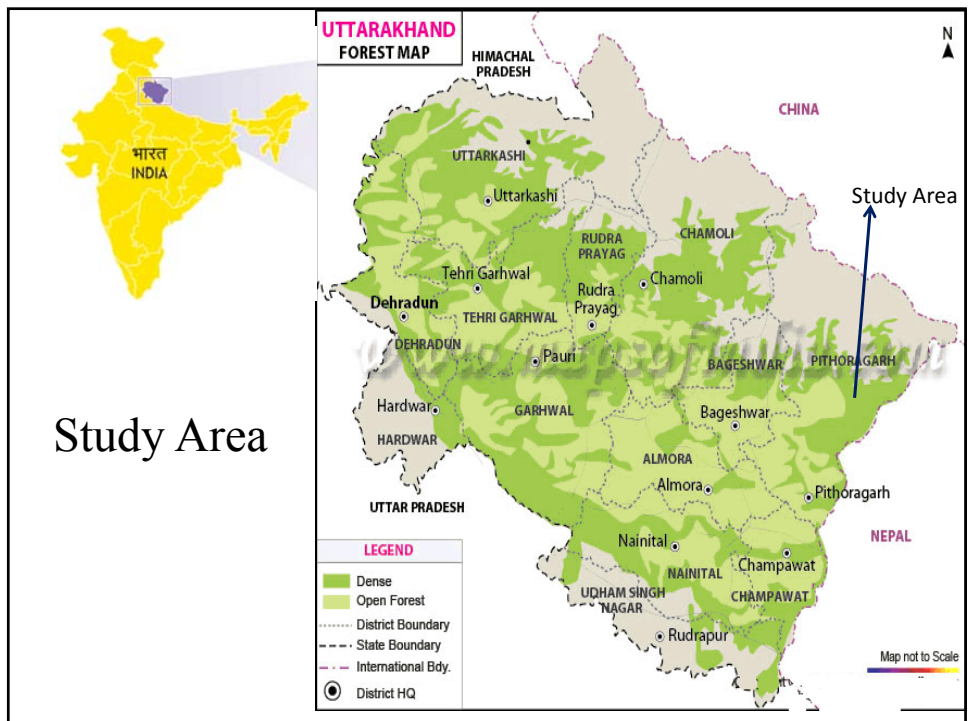 UTTARAKHAND
FOREST MAP
HIMACHAL
PRADESH
N
CHINA
भारत
INDIA
UTTARKASHI
Uttarkashi
Study Area
CHAMOLI
RUDRA
PRAYAG
Tehri Garhwal
Chamoli
Rudra
Prayag
Dehradun
TEHRI GARHWAL
DEHRADUN
www.mapsofindia.com
Pauri
BAGESHWAR
PITHORAGARH
Hardwar
GARHWAL
Bageshwar
HARDWAR
Study Area
ALMORA
Almora
Pithoragarh
UTTAR PRADESH
NEPAL
Nainital
Champawat
NAINITAL
UDHAM SINGH
NAGAR
CHAMPAWAT
Rudrapur
LEGEND
Dense
Open Forest
District Boundary
State Boundary
International Bdy.
District HQ
Map not to Scale